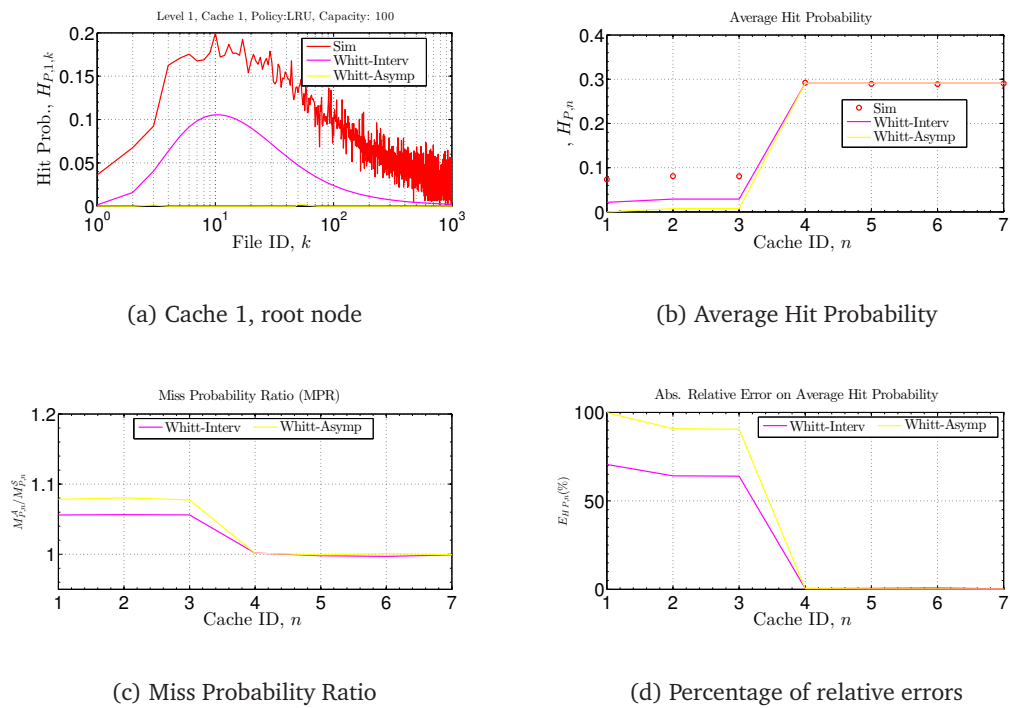 Level 1, Cache 1, Policy:LRU, Capacity: 100
Hit Prob., H_{P,1,k}
0.2
0.15
0.1
0.05
0
Sim
Whitt-Interv
Whitt-Asymp
10^0 10^1 10^2 10^3
File ID, k
(a) Cache 1, root node
Average Hit Probability
, H_{P,n}
0.4
0.3
0.2
0.1
0
Sim
Whitt-Interv
Whitt-Asymp
1 2 3 4 5 6 7
Cache ID, n
(b) Average Hit Probability
Miss Probability Ratio (MPR)
M^A_{P,n}/M^S_{P,n}
1.2
1.1
1
Whitt-Interv Whitt-Asymp
1 2 3 4 5 6 7
Cache ID, n
(c) Miss Probability Ratio
Abs. Relative Error on Average Hit Probability
E_{HP,n}(%)
100
50
0
Whitt-Interv Whitt-Asymp
1 2 3 4 5 6 7
Cache ID, n
(d) Percentage of relative errors